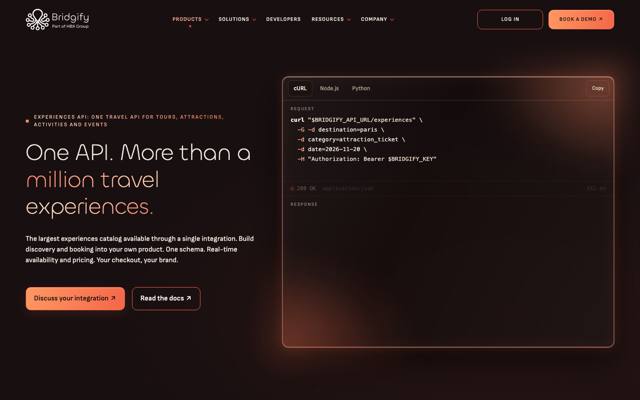 Bridgify
Part of HBX Group
PRODUCTS
SOLUTIONS
DEVELOPERS
RESOURCES
COMPANY
LOG IN
BOOK A DEMO ↗
EXPERIENCES API: ONE TRAVEL API FOR TOURS, ATTRACTIONS,
ACTIVITIES AND EVENTS
One API. More than a
million travel
experiences.
The largest experiences catalog available through a single integration. Build
discovery and booking into your own product. One schema. Real-time
availability and pricing. Your checkout, your brand.
Discuss your integration ↗
Read the docs ↗
cURL
Node.js
Python
Copy
REQUEST
curl "$BRIDGIFY_API_URL/experiences" \
-G -d destination=paris \
-d category=attraction_ticket \
-d date=2026-11-20 \
-H "Authorization: Bearer $BRIDGIFY_KEY"
200 OK application/json
RESPONSE